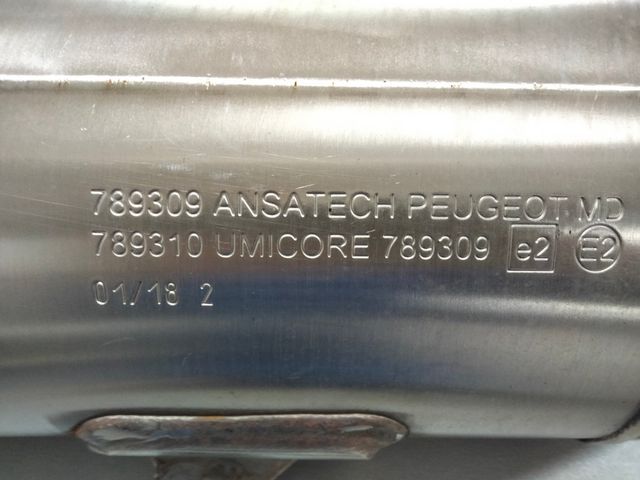 789309 ANSATECH PEUGEOT MD
789310 UMICORE 789309 e2 E2
01/18 2